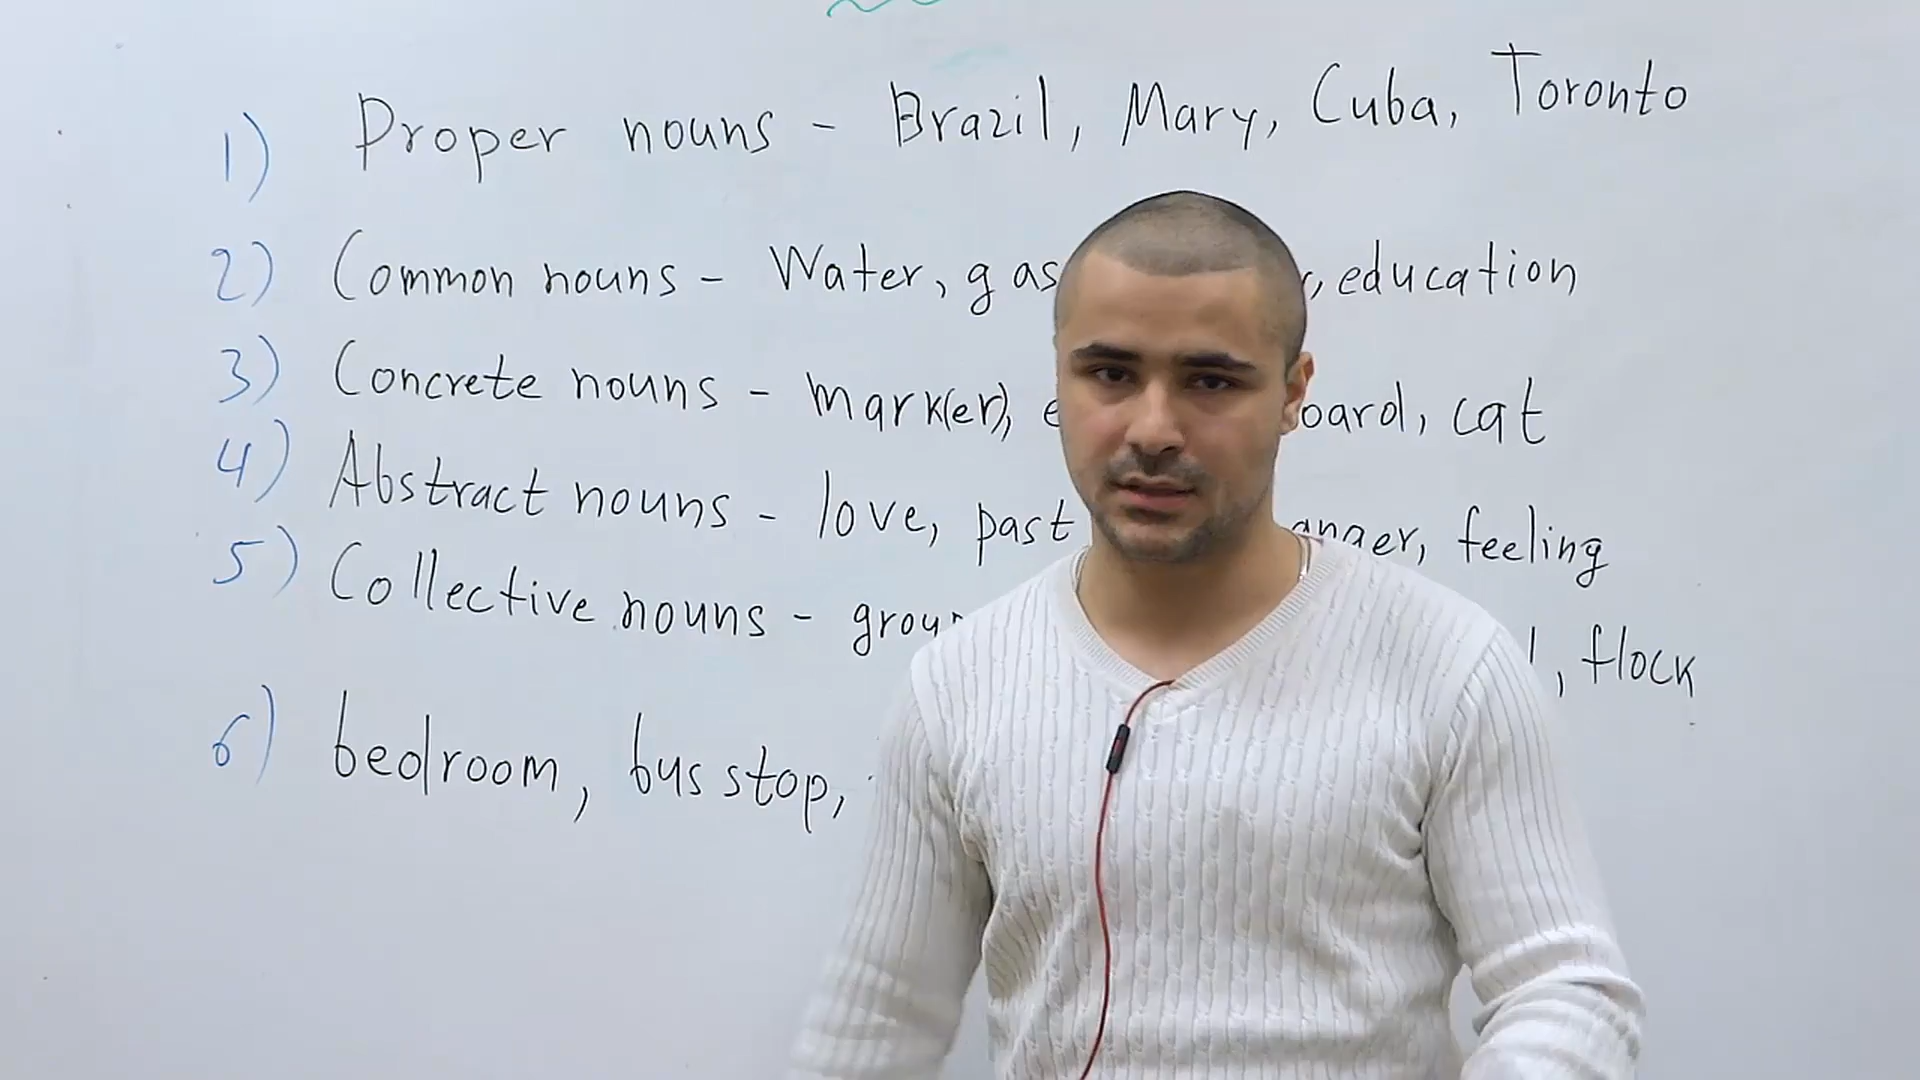 1) Proper nouns - Brazil, Mary, Cuba, Toronto
2) Common nouns - Water, gas , education
3) Concrete nouns - mark(er), cat
4) Abstract nouns - love, past anger, feeling
5) Collective nouns - , flock
6) bedroom, bus stop,